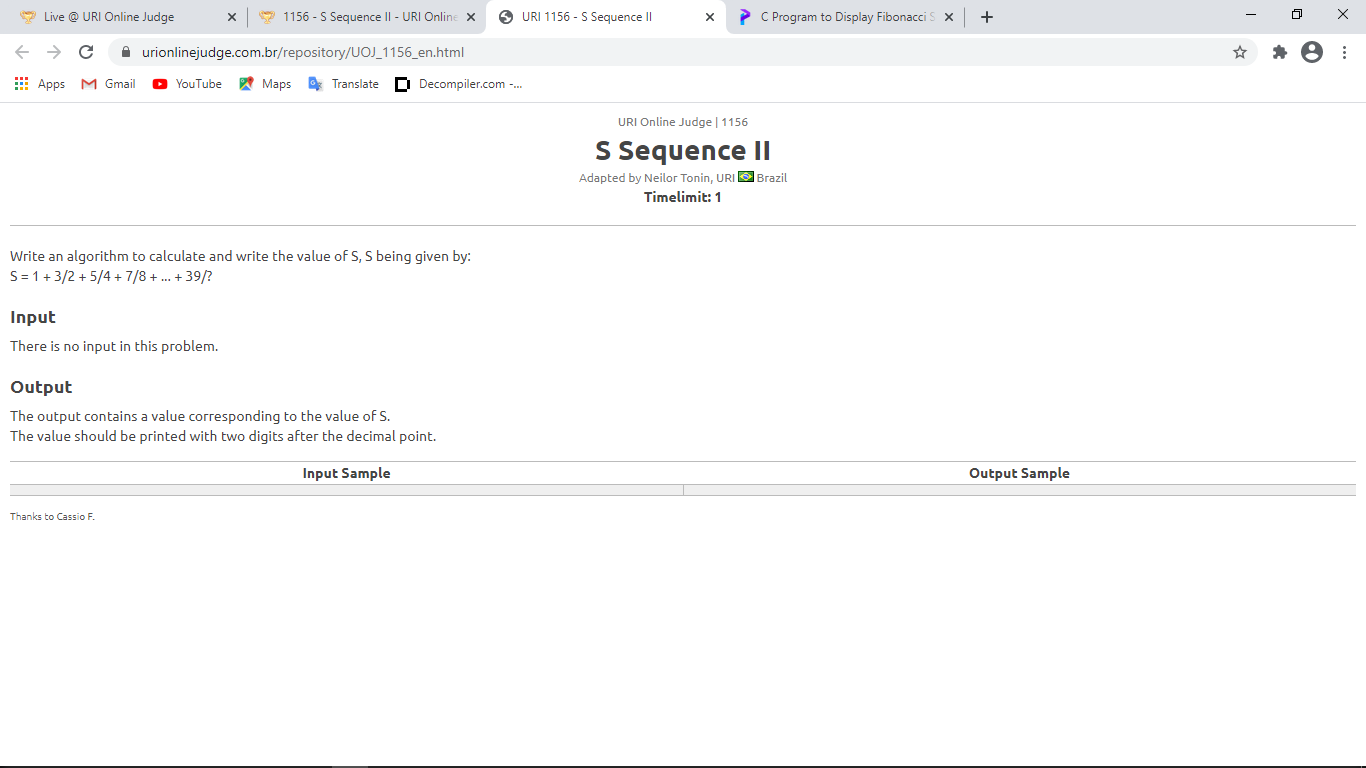 Live @ URI Online Judge
1156 - S Sequence II - URI Online
URI 1156 - S Sequence II
C Program to Display Fibonacci S
urionlinejudge.com.br/repository/UOJ_1156_en.html
Apps
Gmail
YouTube
Maps
Translate
Decompiler.com -...
URI Online Judge | 1156
S Sequence II
Adapted by Neilor Tonin, URI Brazil
Timelimit: 1
Write an algorithm to calculate and write the value of S, S being given by:
S = 1 + 3/2 + 5/4 + 7/8 + ... + 39/?
Input
There is no input in this problem.
Output
The output contains a value corresponding to the value of S.
The value should be printed with two digits after the decimal point.
Input Sample
Output Sample
Thanks to Cassio F.